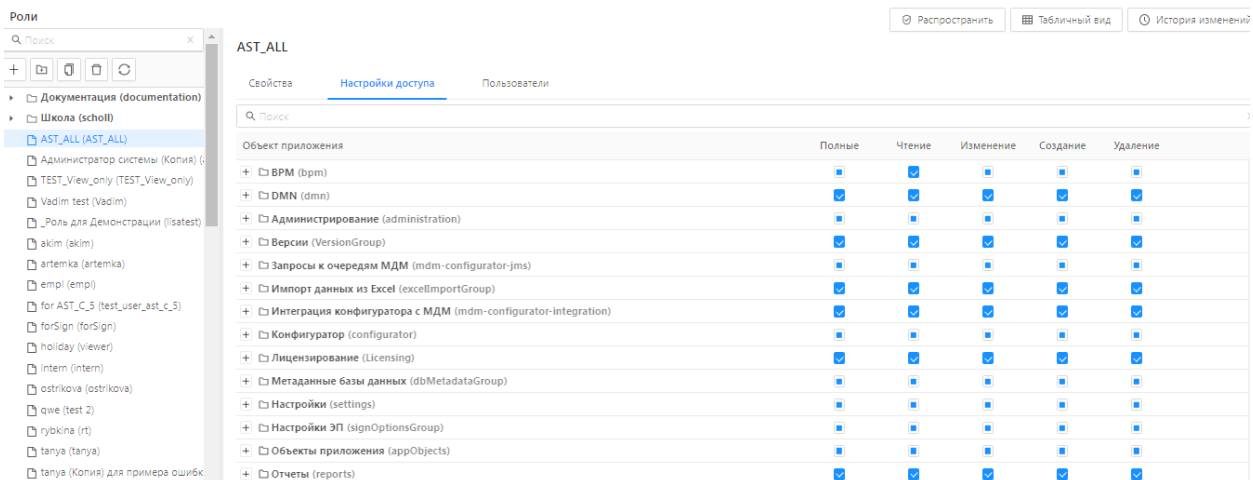 Роли
Распространить
Табличный вид
История изменений
Поиск
AST_ALL
Свойства
Настройки доступа
Пользователи
Документация (documentation)
Школа (scholl)
AST_ALL (AST_ALL)
Администратор системы (Копия) (
TEST_View_only (TEST_View_only)
Vadim test (Vadim)
_Роль для Демонстрации (lisatest)
akim (akim)
artemka (artemka)
empl (empl)
for AST_C_5 (test_user_ast_c_5)
forSign (forSign)
holiday (viewer)
intern (intern)
ostrikova (ostrikova)
qwe (test 2)
rybkina (rt)
tanya (tanya)
tanya (Копия) для примера ошибк
Поиск
Объект приложения Полные Чтение Изменение Создание Удаление
BPM (bpm)
DMN (dmn)
Администрирование (administration)
Версии (VersionGroup)
Запросы к очередям МДМ (mdm-configurator-jms)
Импорт данных из Excel (excelImportGroup)
Интеграция конфигуратора с МДМ (mdm-configurator-integration)
Конфигуратор (configurator)
Лицензирование (Licensing)
Метаданные базы данных (dbMetadataGroup)
Настройки (settings)
Настройки ЭП (signOptionsGroup)
Объекты приложения (appObjects)
Отчеты (reports)